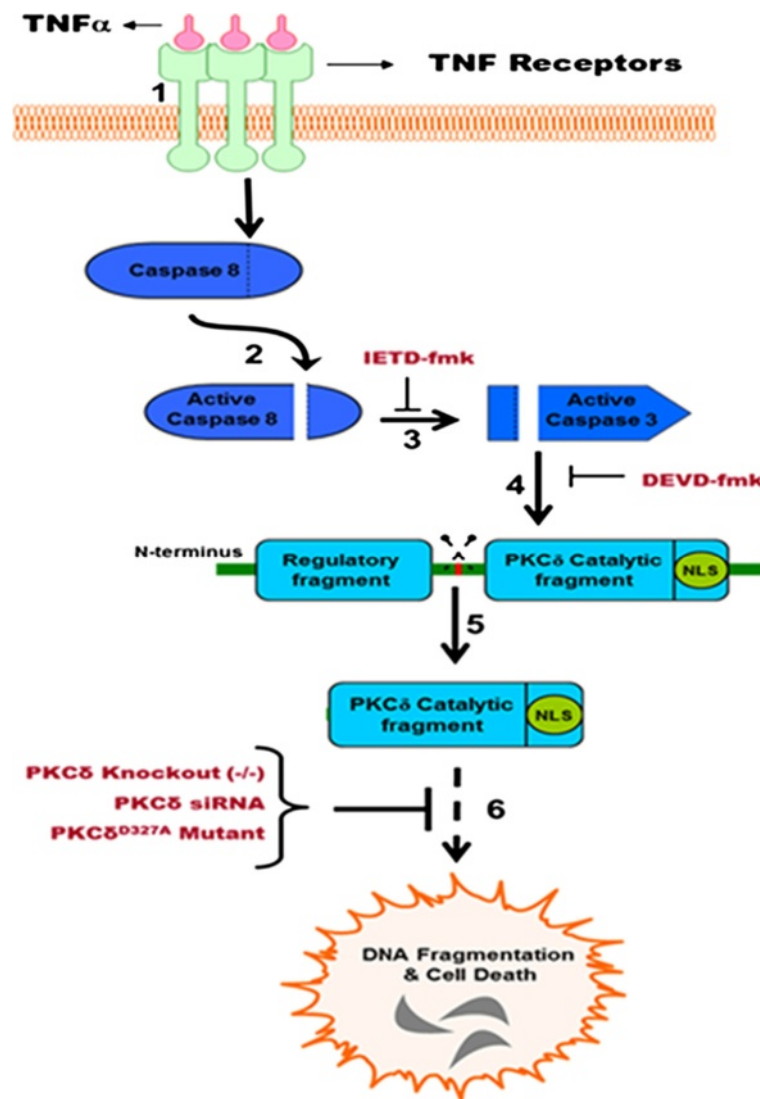 TNFα
TNF Receptors
1
Caspase 8
2
IETD-fmk
Active
Caspase 8
3
Active
Caspase 3
4
DEVD-fmk
N-terminus
Regulatory
fragment
PKCδ Catalytic
fragment
NLS
5
PKCδ Catalytic
fragment
NLS
PKCδ Knockout (-/-)
PKCδ siRNA
PKCδD327A Mutant
6
DNA Fragmentation
& Cell Death